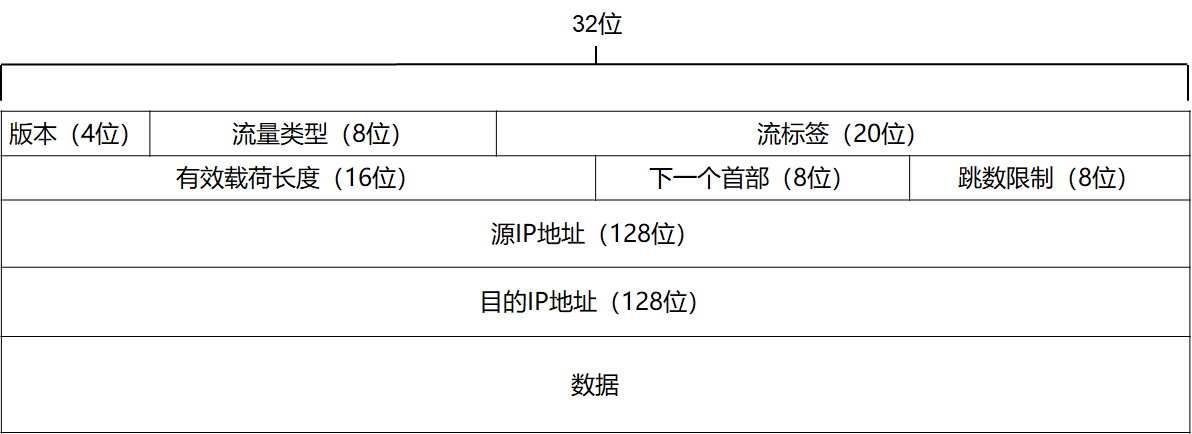 32位
版本（4位） 流量类型（8位） 流标签（20位）
有效载荷长度（16位） 下一个首部（8位） 跳数限制（8位）
源IP地址（128位）
目的IP地址（128位）
数据